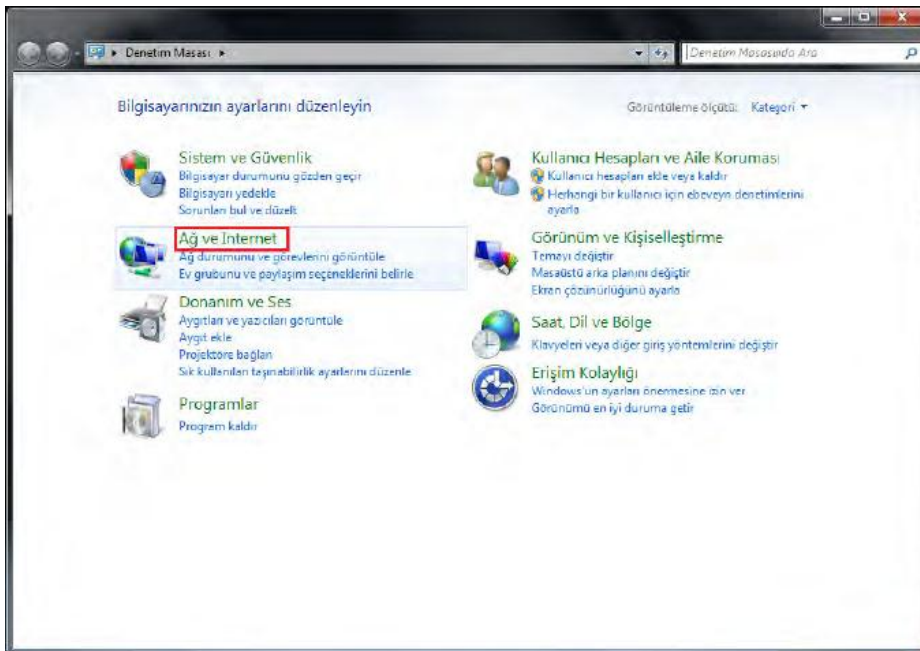 Denetim Masası
Denetim Masasında Ara
Bilgisayarınızın ayarlarını düzenleyin
Görüntüleme ölçütü: Kategori
Sistem ve Güvenlik
Bilgisayar durumunu gözden geçir
Bilgisayarı yedekle
Sorunları bul ve düzelt
Ağ ve Internet
Ağ durumunu ve görevlerini görüntüle
Ev grubunu ve paylaşım seçeneklerini belirle
Donanım ve Ses
Aygıtları ve yazıcıları görüntüle
Aygıt ekle
Projektöre bağlan
Sık kullanılan taşınabilirlik ayarlarını düzenle
Programlar
Program kaldır
Kullanıcı Hesapları ve Aile Koruması
Kullanıcı hesapları ekle veya kaldır
Herhangi bir kullanıcı için ebeveyn denetimlerini
ayarla
Görünüm ve Kişiselleştirme
Temayı değiştir
Masaüstü arka planını değiştir
Ekran çözünürlüğünü ayarla
Saat, Dil ve Bölge
Klavyeleri veya diğer giriş yöntemlerini değiştir
Erişim Kolaylığı
Windows'un ayarları önermesine izin ver
Görünümü en iyi duruma getir